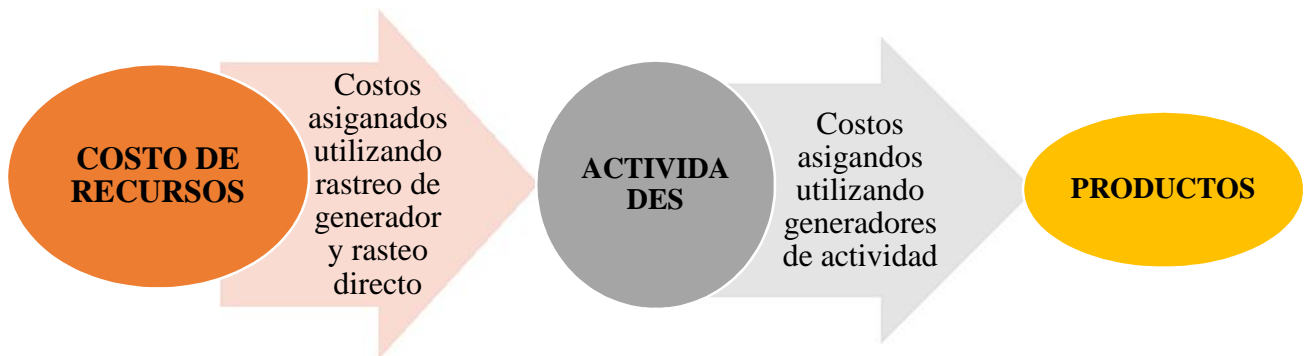 COSTO DE
RECURSOS
Costos
asiganados
utilizando
rastreo de
generador
y rasteo
directo
ACTIVIDA
DES
Costos
asigandos
utilizando
generadores
de actividad
PRODUCTOS